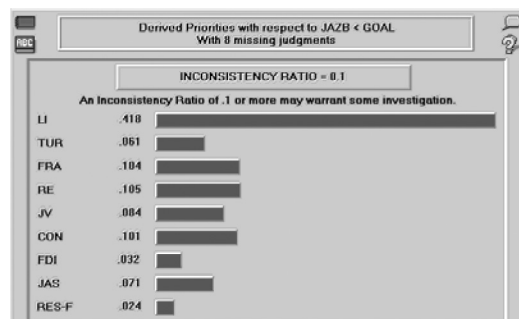 Derived Priorities with respect to JAZB < GOAL
With 8 missing judgments
ABC
?
INCONSISTENCY RATIO = 0.1
An Inconsistency Ratio of .1 or more may warrant some investigation.
LI .418
TUR .061
FRA .104
RE .105
JV .084
CON .101
FDI .032
JAS .071
RES-F .024